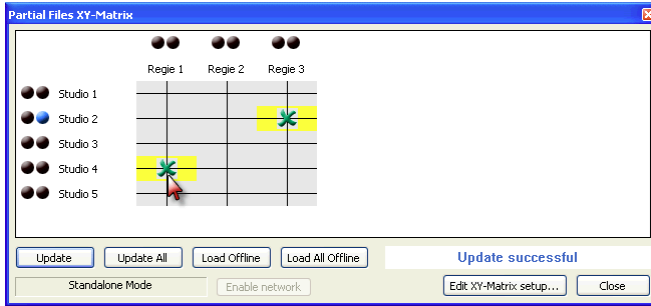 Partial Files XY-Matrix
Regie 1 Regie 2 Regie 3
Studio 1
Studio 2
Studio 3
Studio 4
Studio 5
Update Update All Load Offline Load All Offline Update successful
Standalone Mode Enable network Edit XY-Matrix setup... Close